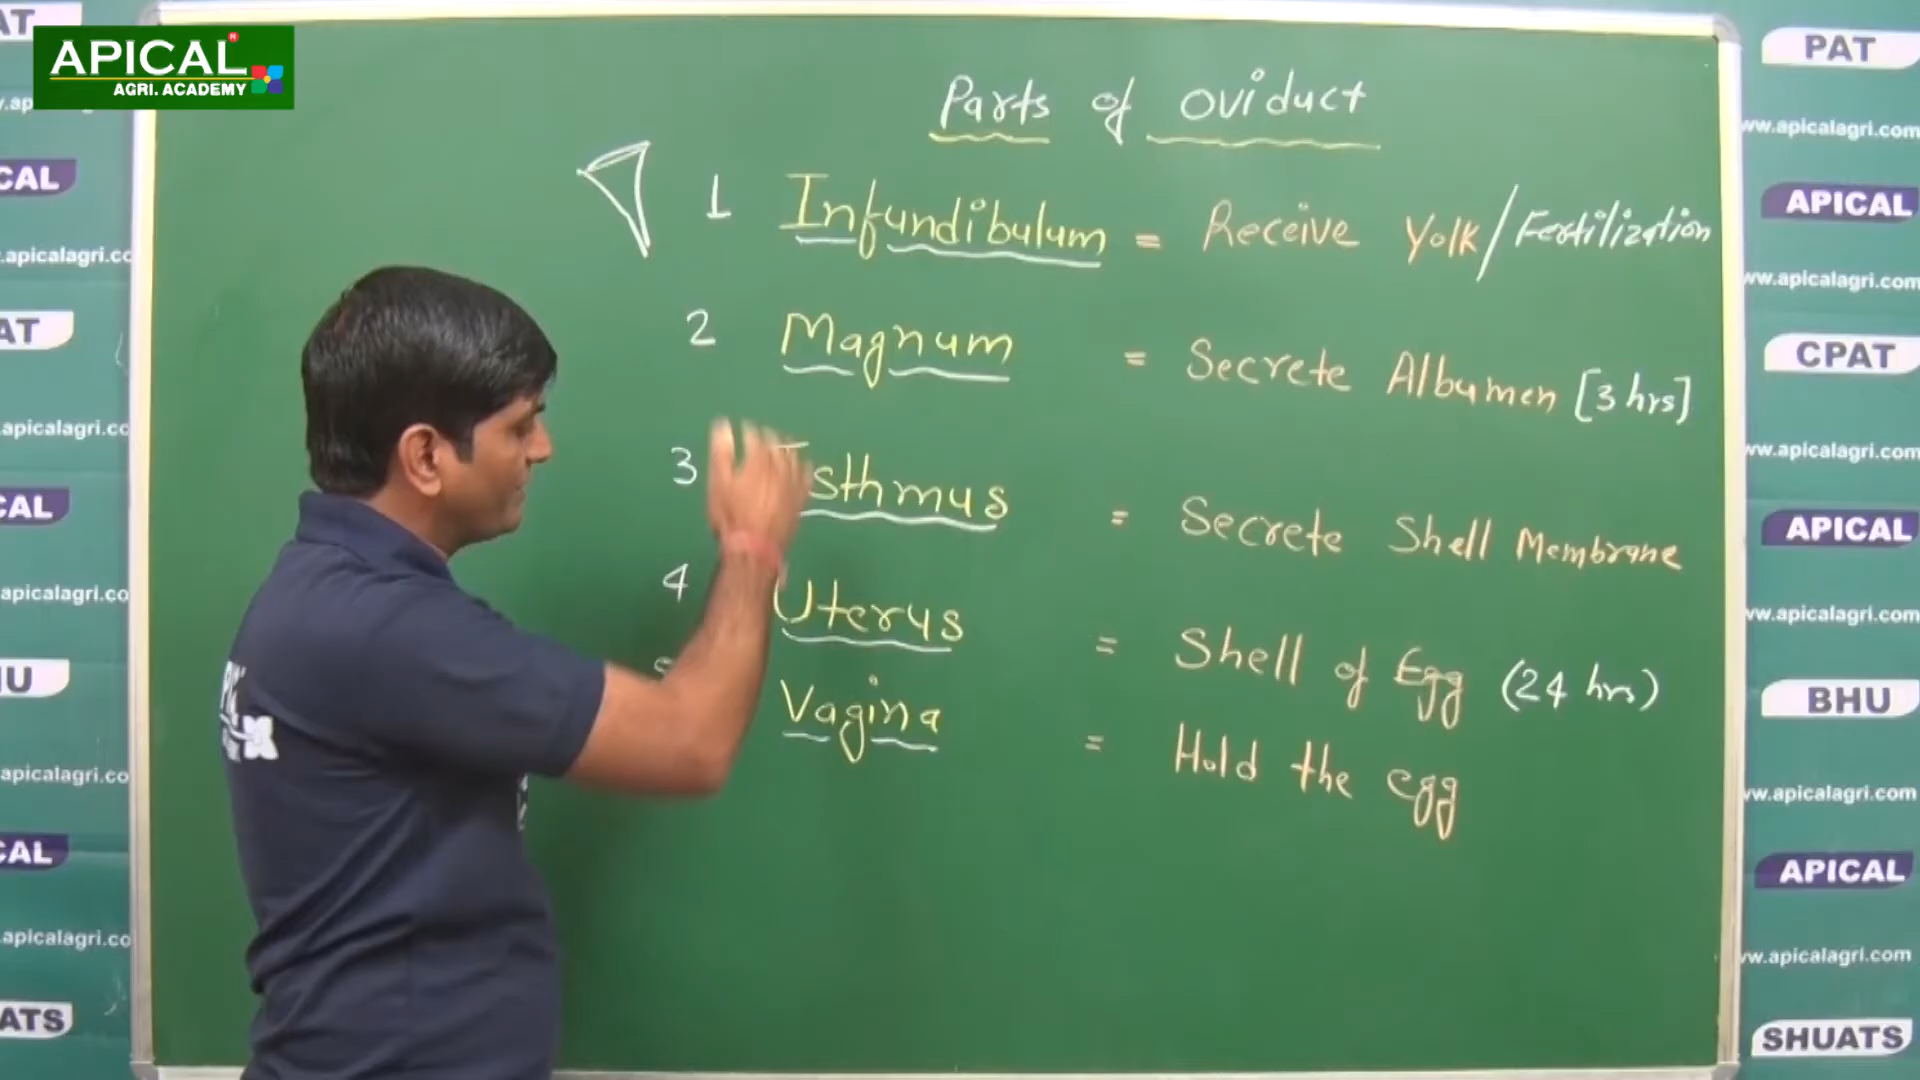 APICAL
AGRI. ACADEMY
Parts of Oviduct
1 Infundibulum = Receive Yolk / Fertilization
2 Magnum = Secrete Albumen [3 hrs]
3 Isthmus = Secrete Shell Membrane
4 Uterus = Shell of Egg (24 hrs)
Vagina = Hold the egg
PAT
www.apicalagri.com
APICAL
www.apicalagri.com
CPAT
www.apicalagri.com
APICAL
www.apicalagri.com
BHU
www.apicalagri.com
APICAL
www.apicalagri.com
SHUATS